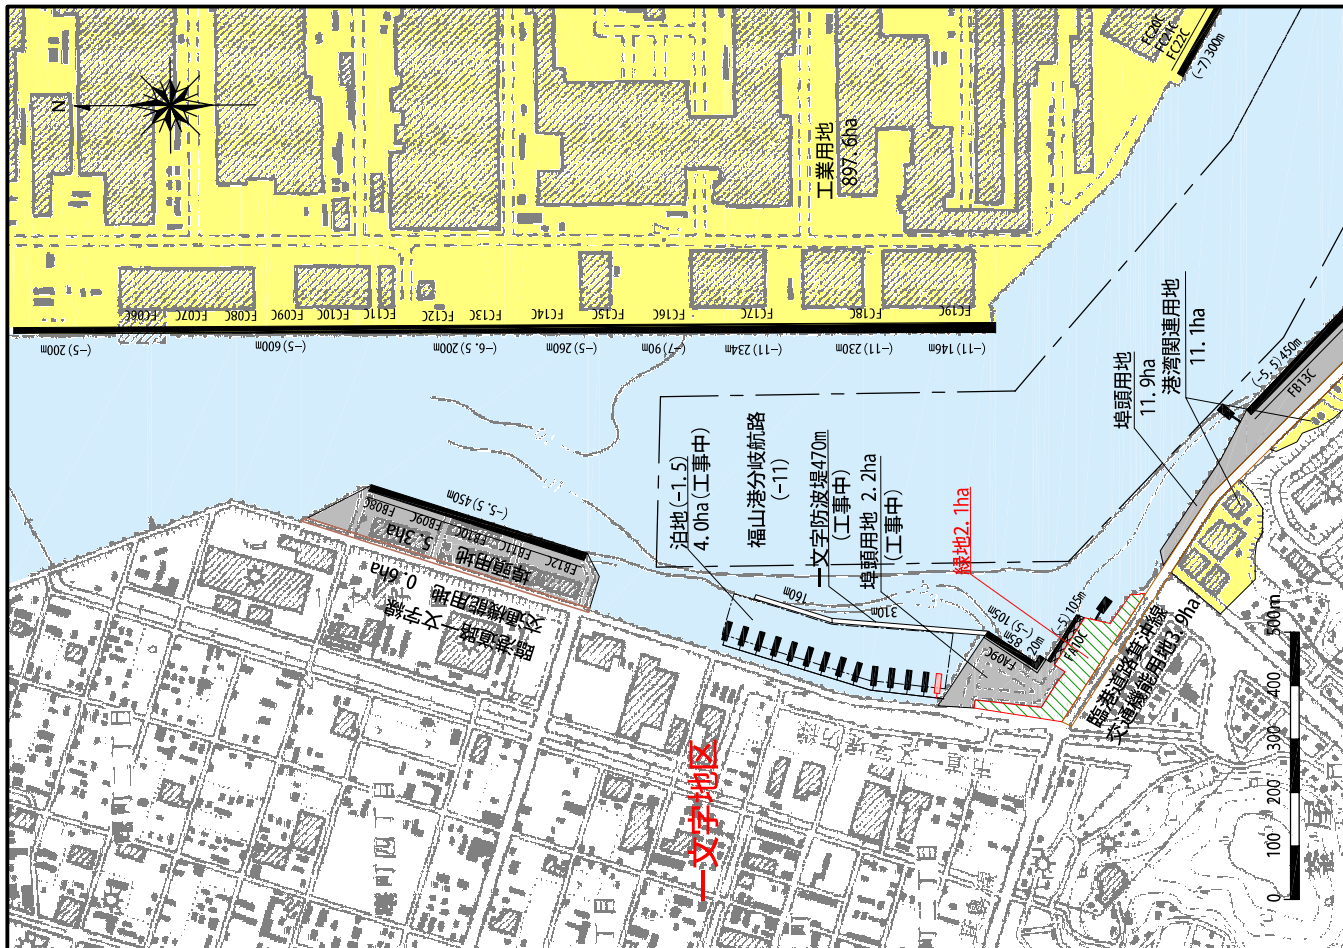 N
工業用地
897.6ha
FC20C
FC21C
FC22C
(-7)300m
FC06C
FC07C
FC08C
FC09C
FC10C
FC11C
FC12C
FC13C
FC14C
FC15C
FC16C
FC17C
FC18C
FC19C
(-5)200m
(-5)600m
(-6.5)200m
(-5)260m
(-7)90m
(-11)234m
(-11)230m
(-11)146m
埠頭用地
11.9ha
港湾関連用地
11.1ha
(-5.5)450m
FB13C
泊地(-1.5)
4.0ha(工事中)
福山港分岐航路
(-11)
一文字防波堤470m
(工事中)
埠頭用地 2.2ha
(工事中)
緑地2.1ha
FB08C
FB09C
FB10C
FB11C
FB12C
(-5.5)450m
埠頭用地
5.3ha
臨港道路一文字線
交通機能用地 0.6ha
160m
310m
85m
20m
(-5)105m
(-5)105m
FA09C
FA10C
臨港道路箕沖線
交通機能用地3.9ha
一文字地区
0 100 200 300 400 500m